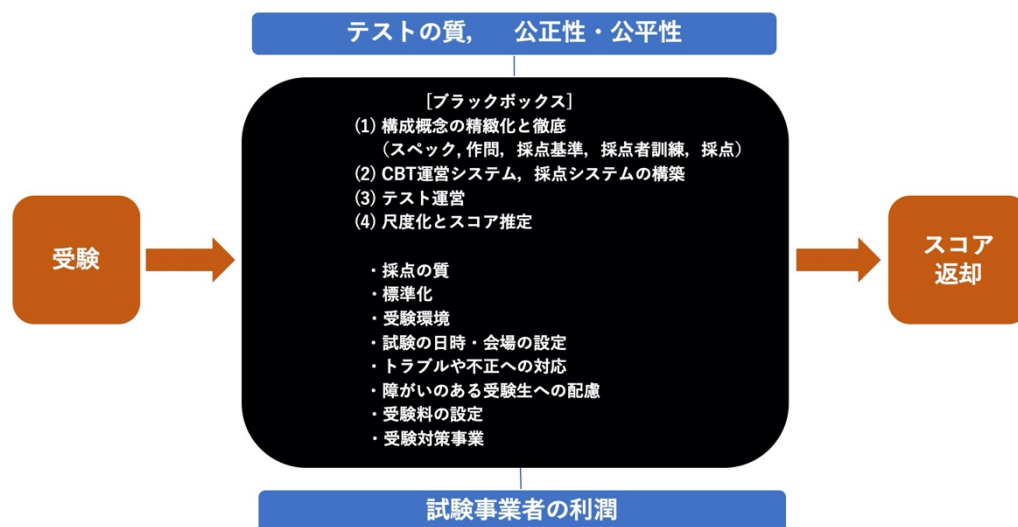 テストの質,　公正性・公平性
[ブラックボックス]
(1) 構成概念の精緻化と徹底
（スペック, 作問，採点基準，採点者訓練，採点）
(2) CBT運営システム，採点システムの構築
(3) テスト運営
(4) 尺度化とスコア推定
受験
スコア
返却
・採点の質
・標準化
・受験環境
・試験の日時・会場の設定
・トラブルや不正への対応
・障がいのある受験生への配慮
・受験料の設定
・受験対策事業
試験事業者の利潤